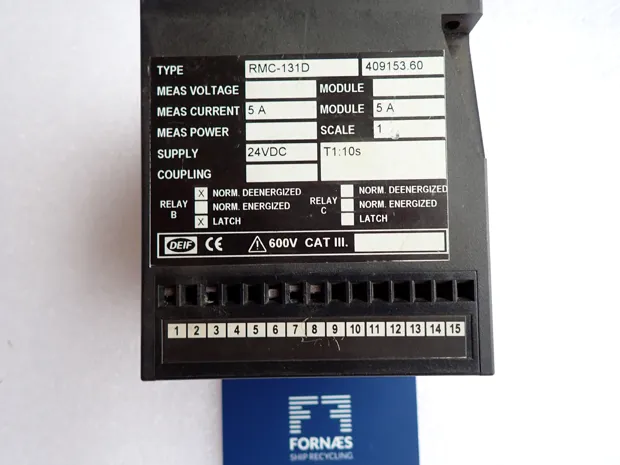 TYPE RMC-131D 409153.60
MEAS VOLTAGE MODULE
MEAS CURRENT 5 A MODULE 5 A
MEAS POWER SCALE 1
SUPPLY 24VDC T1:10s
COUPLING
X NORM. DEENERGIZED NORM. DEENERGIZED
RELAY B NORM. ENERGIZED RELAY C NORM. ENERGIZED
X LATCH LATCH
DEIF CE 600V CAT III.
1 2 3 4 5 6 7 8 9 10 11 12 13 14 15
FORNÆS
SHIP RECYCLING